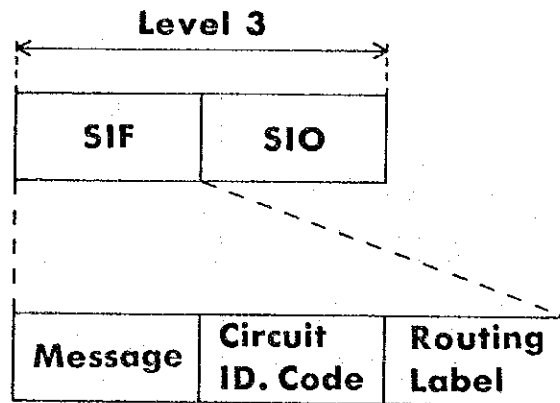 Level 3
SIF
SIO
Message
Circuit
ID. Code
Routing
Label